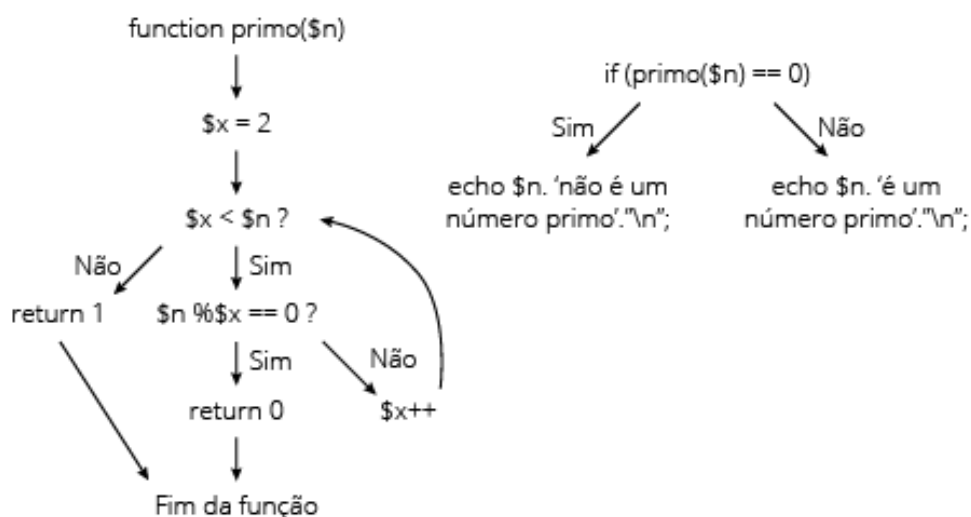 function primo($n)
$x = 2
$x < $n ?
Não
Sim
return 1
$n %$x == 0 ?
Sim
Não
return 0
$x++
Fim da função
if (primo($n) == 0)
Sim
Não
echo $n. ‘não é um
número primo’.”\n”;
echo $n. ‘é um
número primo’.”\n”;